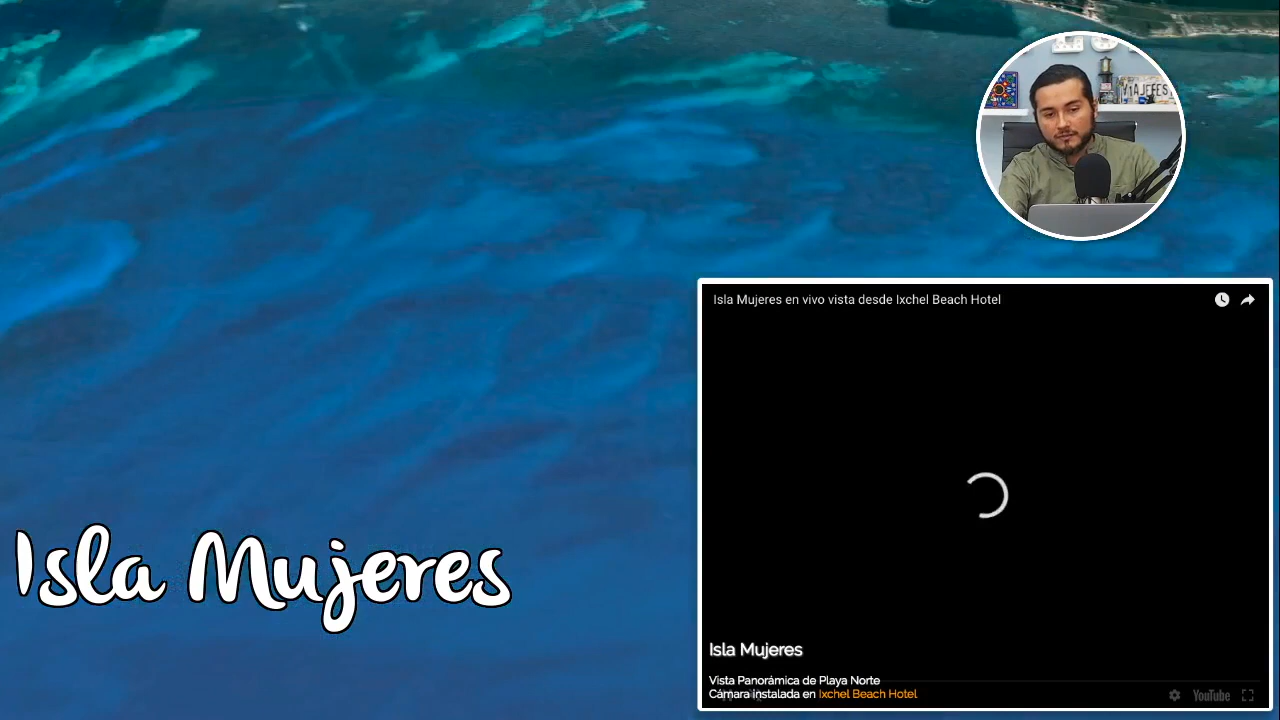 VIAJEFES
Isla Mujeres en vivo vista desde Ixchel Beach Hotel
Isla Mujeres
Isla Mujeres
Vista Panorámica de Playa Norte
Cámara instalada en Ixchel Beach Hotel
YouTube